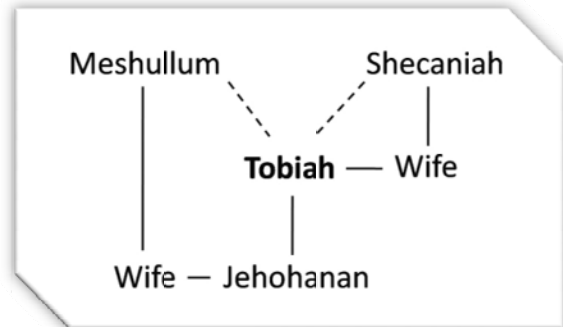 Meshullum Shecaniah
Tobiah — Wife
Wife – Jehohanan